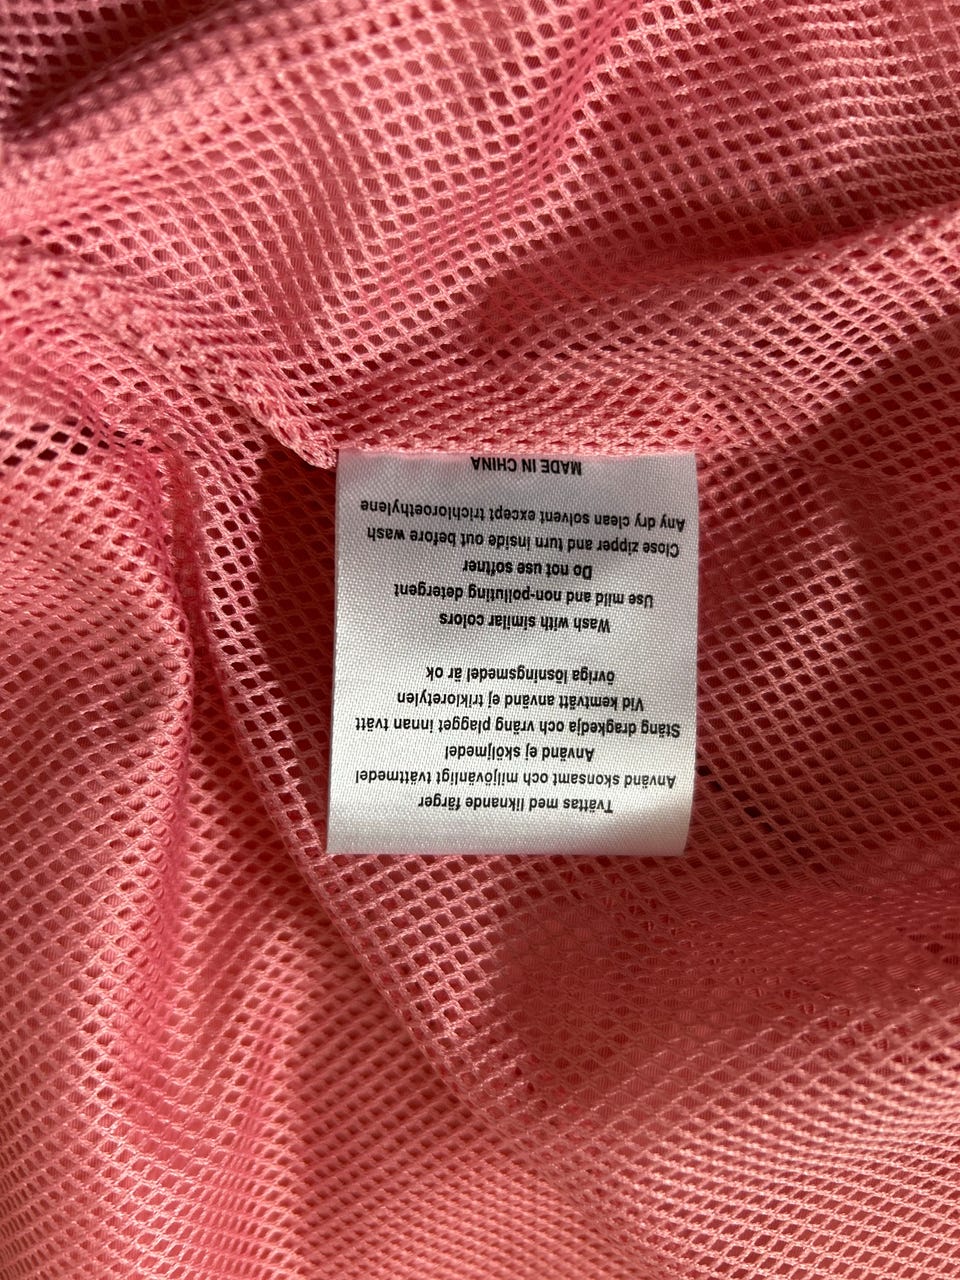 Tvättas med liknande färger
Använd skonsamt och miljövänligt tvättmedel
Använd ej sköljmedel
Stäng dragkedja och vräng plagget innan tvätt
Vid kemtvätt använd ej trikloretylen
övriga lösningsmedel är ok
Wash with similar colors
Use mild and non-polluting detergent
Do not use softner
Close zipper and turn inside out before wash
Any dry clean solvent except trichloroethylene
MADE IN CHINA